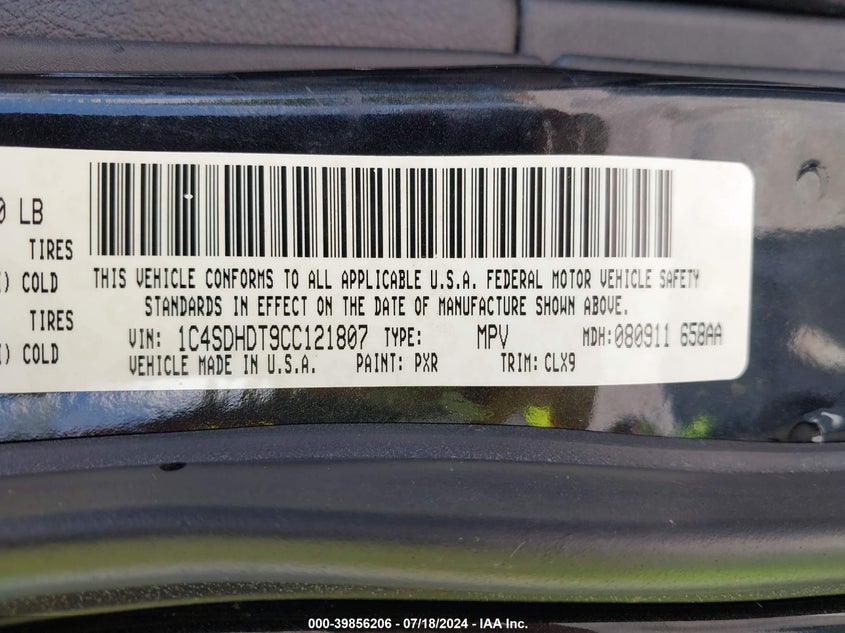 0 LB
TIRES
) COLD
TIRES
) COLD
THIS VEHICLE CONFORMS TO ALL APPLICABLE U.S.A. FEDERAL MOTOR VEHICLE SAFETY
STANDARDS IN EFFECT ON THE DATE OF MANUFACTURE SHOWN ABOVE.
VIN: 1C4SDHDT9CC121807 TYPE: MPV MDH:080911 658AA
VEHICLE MADE IN U.S.A. PAINT: PXR TRIM: CLX9
000-39856206 - 07/18/2024 - IAA Inc.